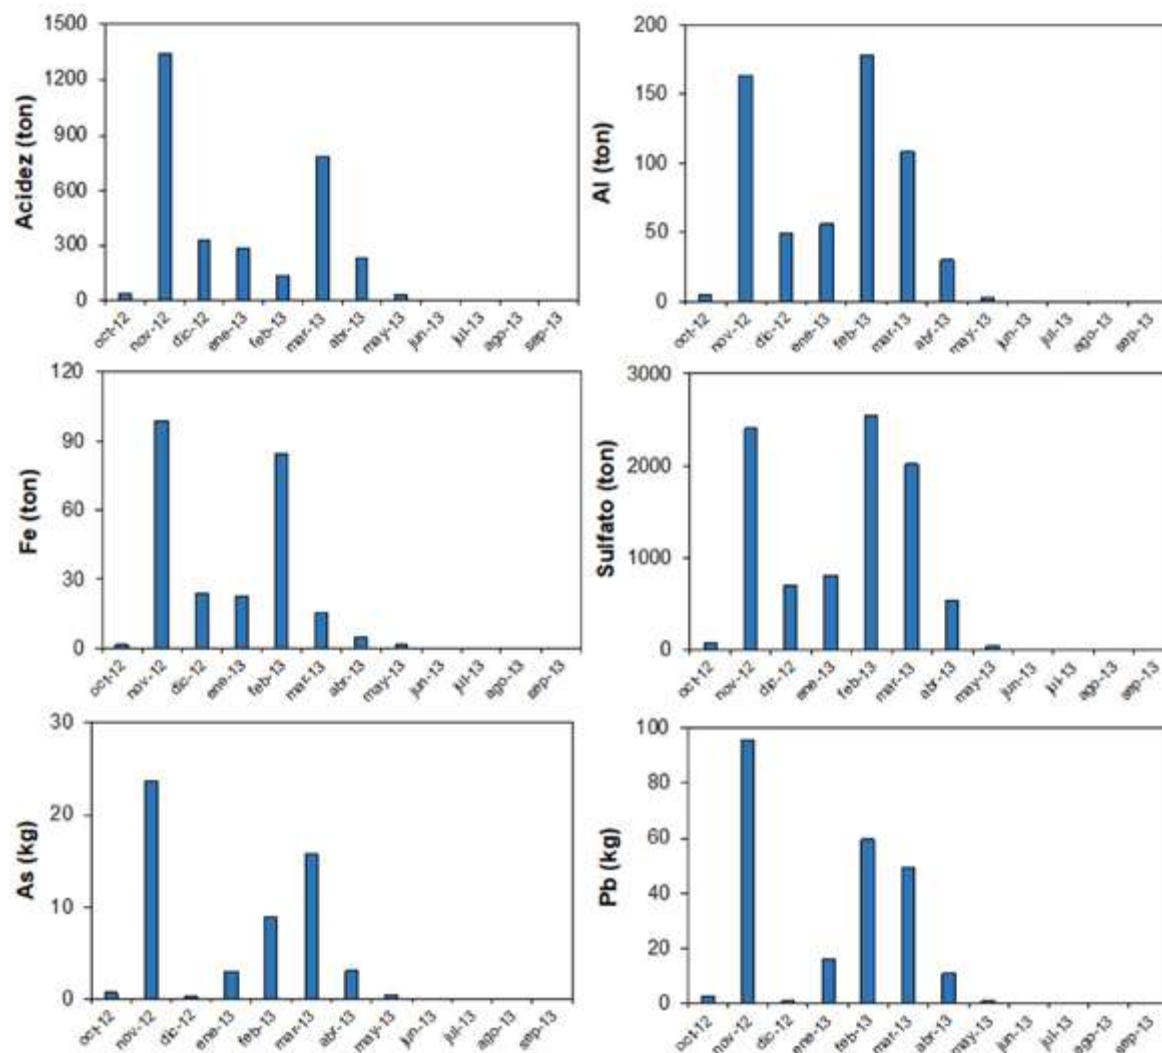 Acidez (ton)
1500
1200
900
600
300
0
oct-12
nov-12
dic-12
ene-13
feb-13
mar-13
abr-13
may-13
jun-13
jul-13
ago-13
sep-13
Al (ton)
200
150
100
50
0
oct-12
nov-12
dic-12
ene-13
feb-13
mar-13
abr-13
may-13
jun-13
jul-13
ago-13
sep-13
Fe (ton)
120
90
60
30
0
oct-12
nov-12
dic-12
ene-13
feb-13
mar-13
abr-13
may-13
jun-13
jul-13
ago-13
sep-13
Sulfato (ton)
3000
2000
1000
0
oct-12
nov-12
dic-12
ene-13
feb-13
mar-13
abr-13
may-13
jun-13
jul-13
ago-13
sep-13
As (kg)
30
20
10
0
oct-12
nov-12
dic-12
ene-13
feb-13
mar-13
abr-13
may-13
jun-13
jul-13
ago-13
sep-13
Pb (kg)
100
80
60
40
20
0
oct-12
nov-12
dic-12
ene-13
feb-13
mar-13
abr-13
may-13
jun-13
jul-13
ago-13
sep-13